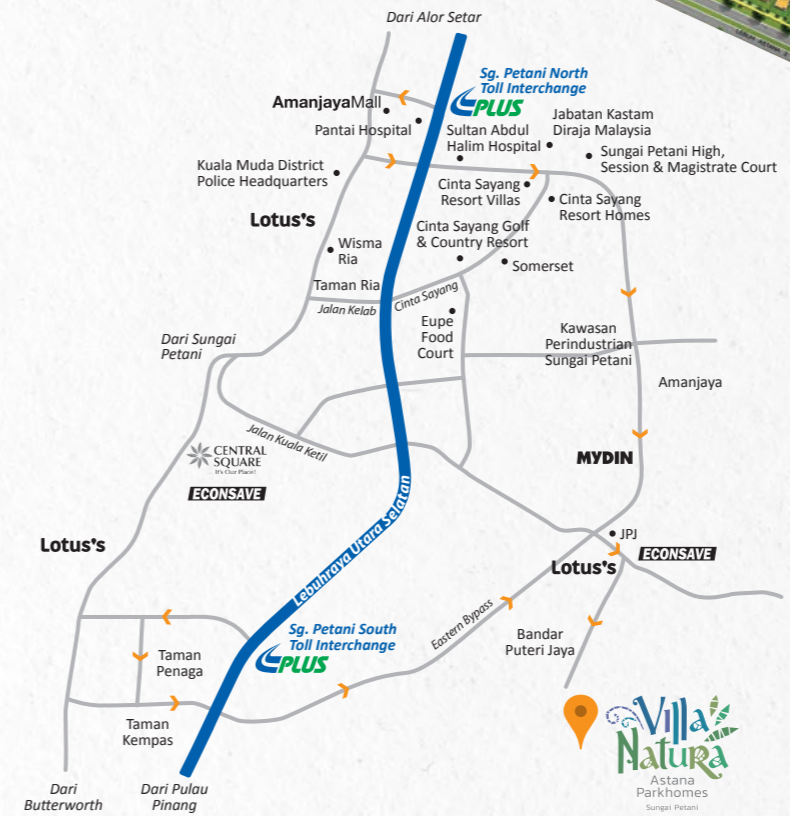 Dari Alor Setar
Sg. Petani North
Toll Interchange
PLUS
AmanjayaMall
Pantai Hospital
Sultan Abdul
Halim Hospital
Jabatan Kastam
Diraja Malaysia
Sungai Petani High,
Session & Magistrate Court
Kuala Muda District
Police Headquarters
Cinta Sayang
Resort Villas
Cinta Sayang
Resort Homes
Lotus's
Wisma
Ria
Cinta Sayang Golf
& Country Resort
Somerset
Taman Ria
Jalan Kelab
Cinta Sayang
Eupe
Food
Court
Kawasan
Perindustrian
Sungai Petani
Dari Sungai
Petani
Amanjaya
Jalan Kuala Ketil
CENTRAL
SQUARE
It's Our Place!
MYDIN
ECONSAVE
Lebuhraya Utara Selatan
Lotus's
JPJ
ECONSAVE
Lotus's
Eastern Bypass
Sg. Petani South
Toll Interchange
PLUS
Bandar
Puteri Jaya
Taman
Penaga
Taman
Kempas
Villa
Natura
Astana
Parkhomes
Sungai Petani
Dari
Butterworth
Dari Pulau
Pinang